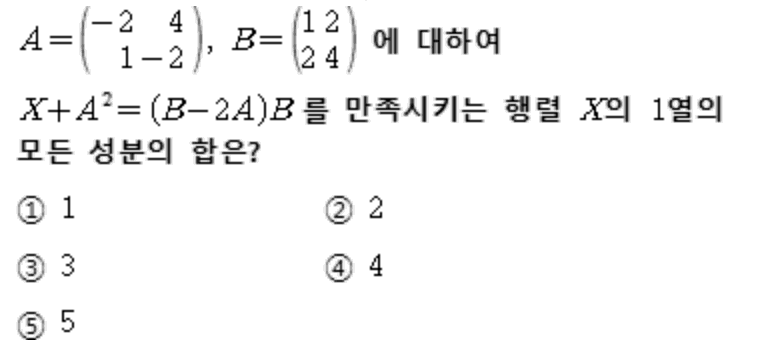 A=(−2 4
1−2), B=(1 2
2 4) 에 대하여
X+A²=(B−2A)B 를 만족시키는 행렬 X의 1열의
모든 성분의 합은?
① 1 ② 2
③ 3 ④ 4
⑤ 5